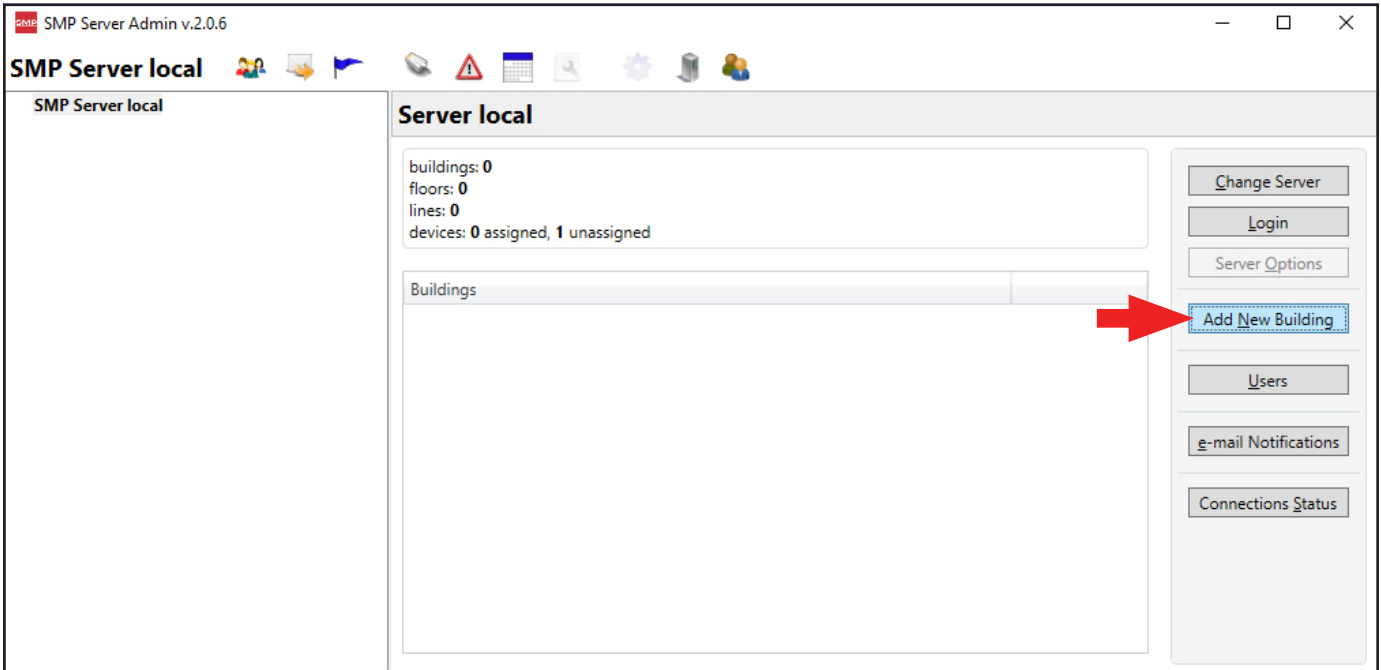 SMP SMP Server Admin v.2.0.6
SMP Server local
SMP Server local
Server local
buildings: 0
floors: 0
lines: 0
devices: 0 assigned, 1 unassigned
Buildings
Change Server
Login
Server Options
Add New Building
Users
e-mail Notifications
Connections Status